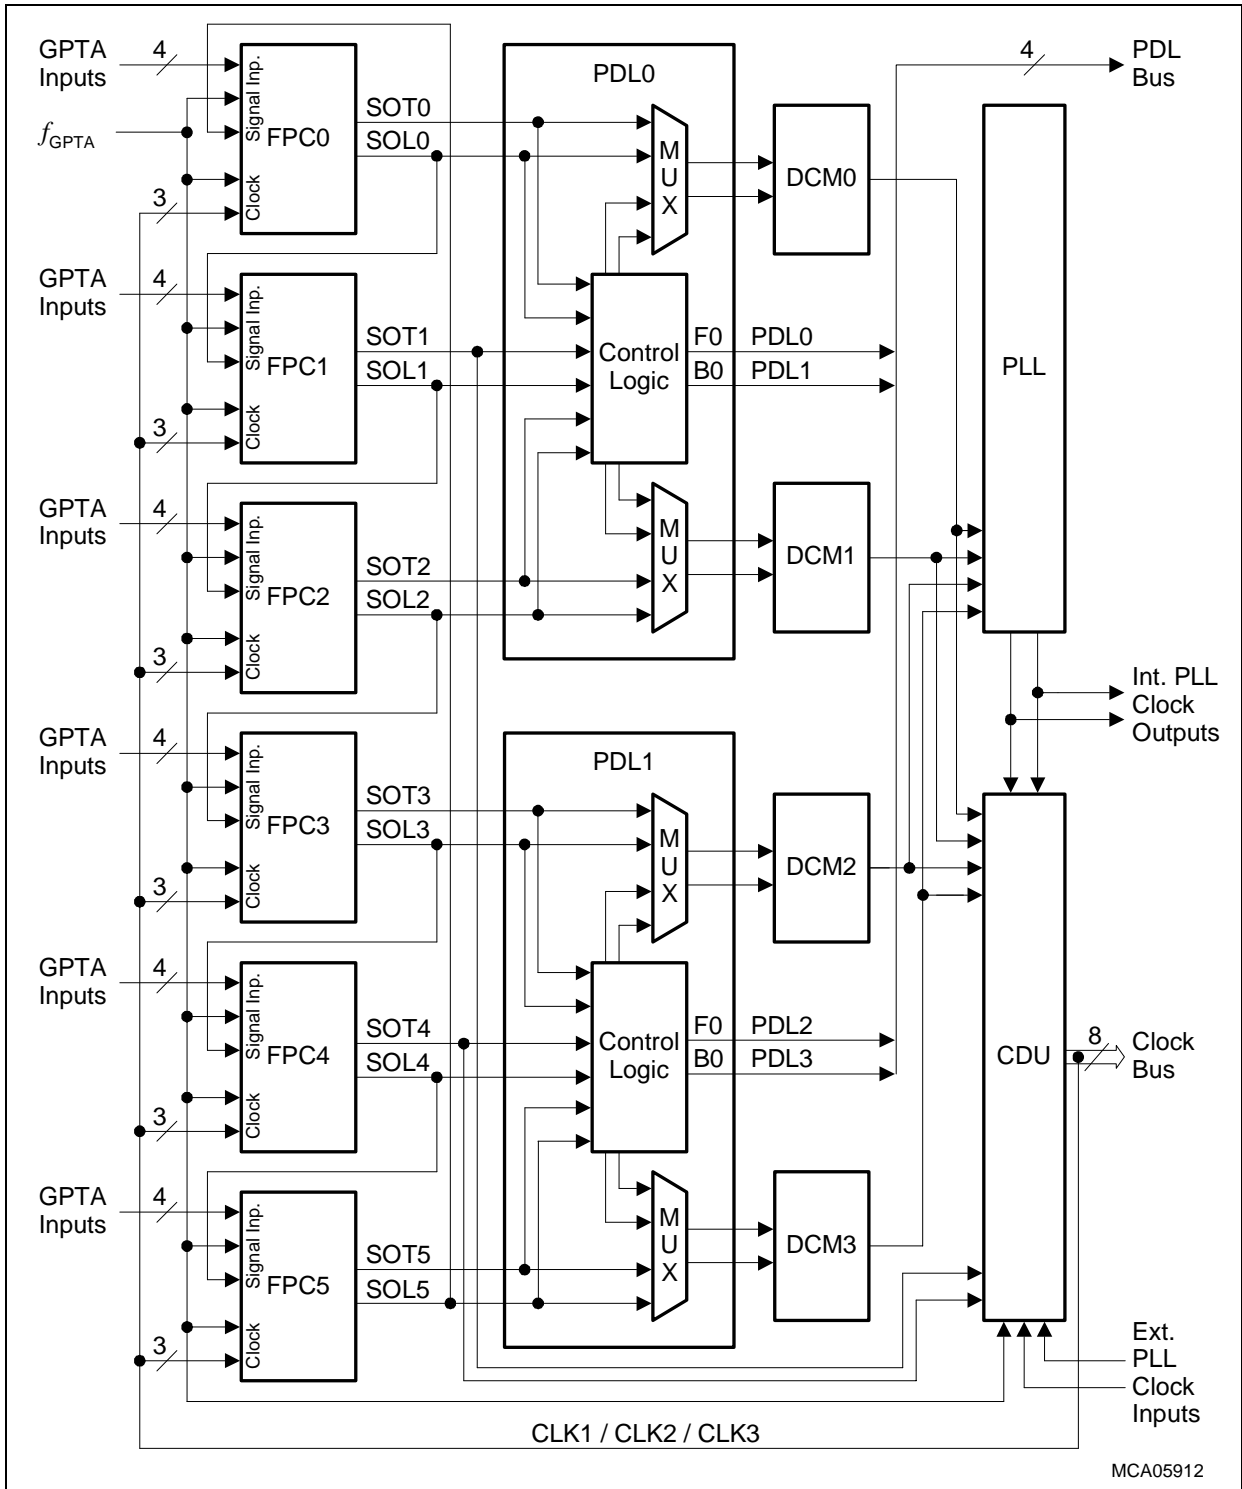 GPTA
Inputs
4
Signal Inp.
Clock
FPC0
3
fGPTA
SOT0
SOL0
PDL0
M
U
X
DCM0
4
PDL
Bus
GPTA
Inputs
4
Signal Inp.
Clock
FPC1
3
SOT1
SOL1
Control
Logic
F0
B0
PDL0
PDL1
PLL
GPTA
Inputs
4
Signal Inp.
Clock
FPC2
3
SOT2
SOL2
M
U
X
DCM1
Int. PLL
Clock
Outputs
GPTA
Inputs
4
Signal Inp.
Clock
FPC3
3
SOT3
SOL3
PDL1
M
U
X
DCM2
GPTA
Inputs
4
Signal Inp.
Clock
FPC4
3
SOT4
SOL4
Control
Logic
F0
B0
PDL2
PDL3
CDU
8
Clock
Bus
GPTA
Inputs
4
Signal Inp.
Clock
FPC5
3
SOT5
SOL5
M
U
X
DCM3
Ext.
PLL
Clock
Inputs
CLK1 / CLK2 / CLK3
MCA05912